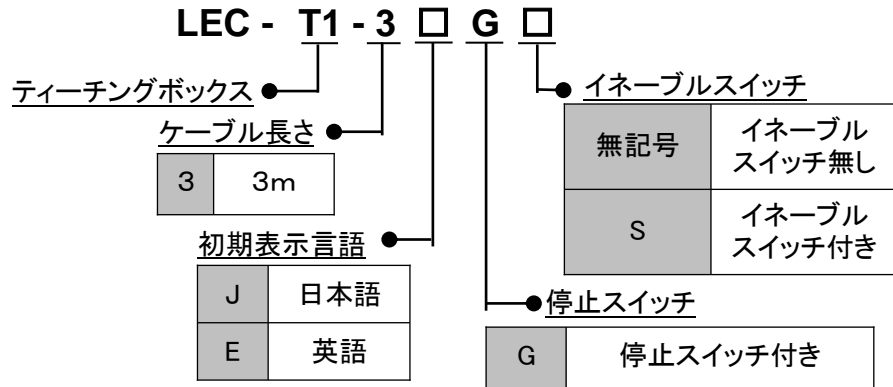 LEC - T1 - 3 □ G □
ティーチングボックス
ケーブル長さ
3 3m
初期表示言語
J 日本語
E 英語
イネーブルスイッチ
無記号 イネーブル
スイッチ無し
S イネーブル
スイッチ付き
停止スイッチ
G 停止スイッチ付き